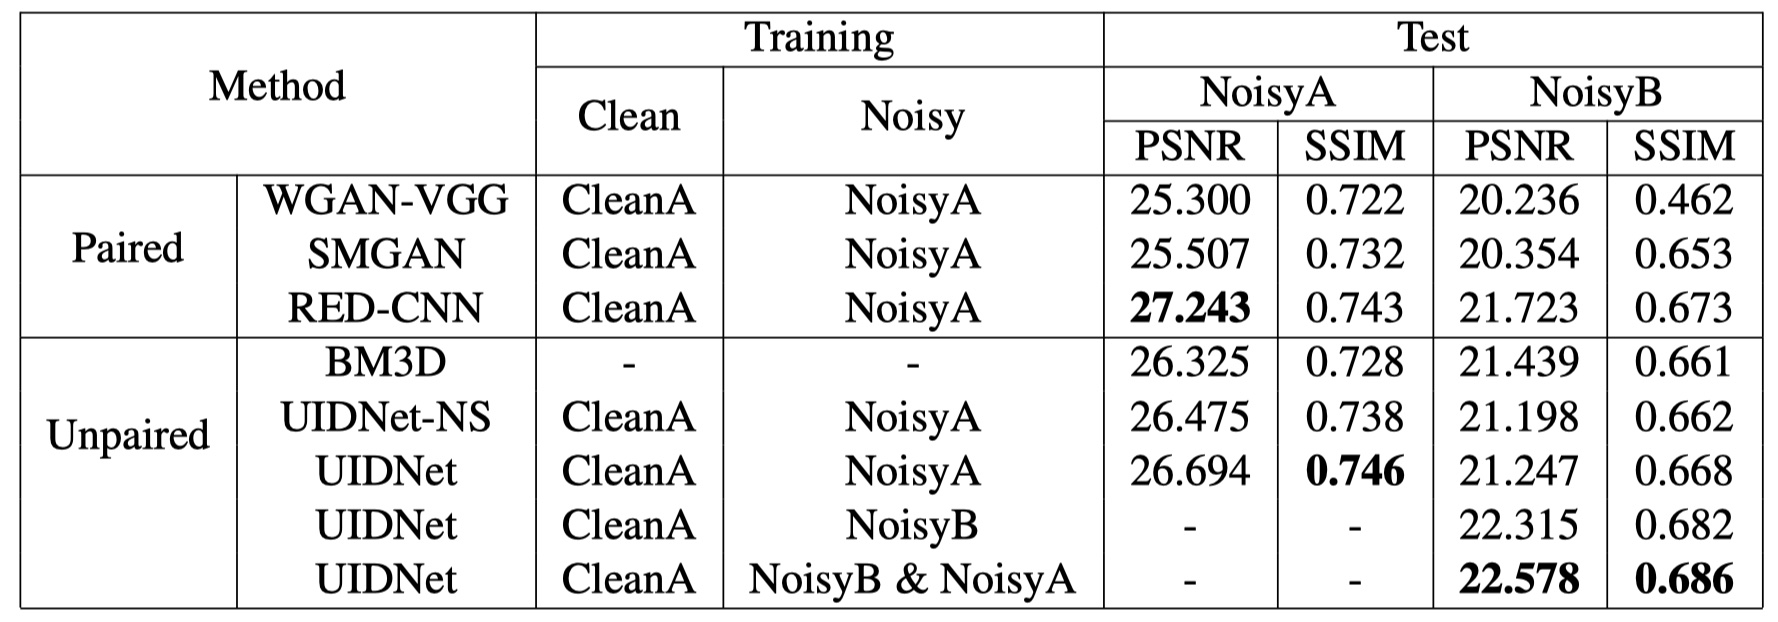 Method Training Test
Clean Noisy NoisyA NoisyB
PSNR SSIM PSNR SSIM
Paired WGAN-VGG CleanA NoisyA 25.300 0.722 20.236 0.462
SMGAN CleanA NoisyA 25.507 0.732 20.354 0.653
RED-CNN CleanA NoisyA 27.243 0.743 21.723 0.673
Unpaired BM3D - - 26.325 0.728 21.439 0.661
UIDNet-NS CleanA NoisyA 26.475 0.738 21.198 0.662
UIDNet CleanA NoisyA 26.694 0.746 21.247 0.668
UIDNet CleanA NoisyB - - 22.315 0.682
UIDNet CleanA NoisyB & NoisyA - - 22.578 0.686